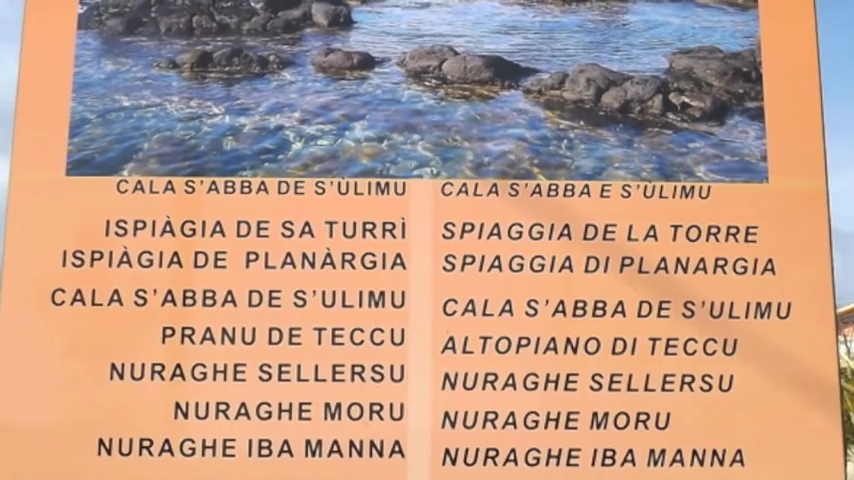 CALA S'ABBA DE S'ÙLIMU CALA S'ABBA E S'ÙLIMU
ISPIÀGIA DE SA TURRÌ SPIAGGIA DE LA TORRE
ISPIÀGIA DE PLANÀRGIA SPIAGGIA DI PLANARGIA
CALA S'ABBA DE S'ULIMU CALA S'ABBA DE S'ULIMU
PRANU DE TECCU ALTOPIANO DI TECCU
NURAGHE SELLERSU NURAGHE SELLERSU
NURAGHE MORU NURAGHE MORU
NURAGHE IBA MANNA NURAGHE IBA MANNA